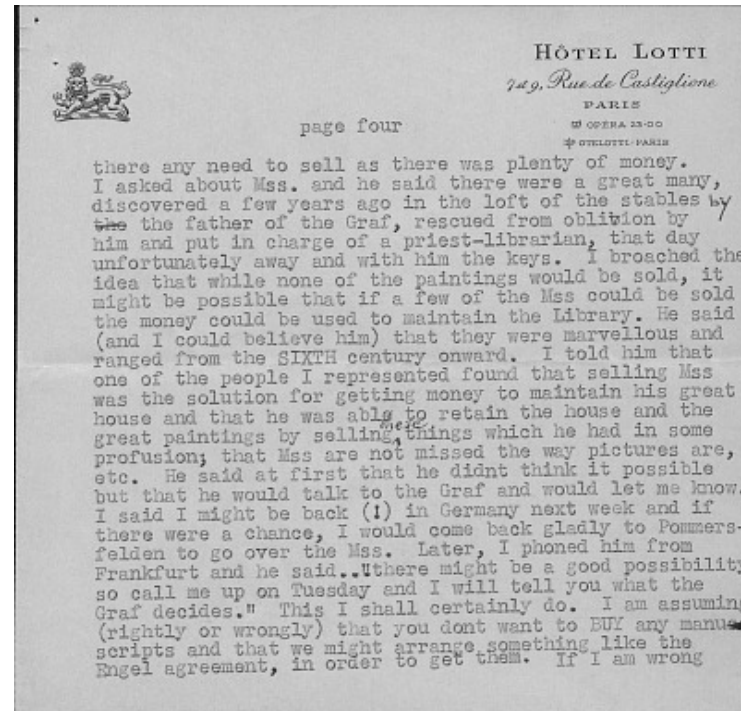 HÔTEL LOTTI
7 et 9, Rue de Castiglione
PARIS
OPÉRA 23-00
OTELOTTI-PARIS
page four
there any need to sell as there was plenty of money.
I asked about Mss. and he said there were a great many,
discovered a few years ago in the loft of the stables by
the the father of the Graf, rescued from oblivion by
him and put in charge of a priest-librarian, that day
unfortunately away and with him the keys. I broached the
idea that while none of the paintings would be sold, it
might be possible that if a few of the Mss could be sold
the money could be used to maintain the Library. He said
(and I could believe him) that they were marvellous and
ranged from the SIXTH century onward. I told him that
one of the people I represented found that selling Mss
was the solution for getting money to maintain his great
house and that he was able to retain the house and the
great paintings by selling these things which he had in some
profusion; that Mss are not missed the way pictures are,
etc. He said at first that he didnt think it possible
but that he would talk to the Graf and would let me know.
I said I might be back (!) in Germany next week and if
there were a chance, I would come back gladly to Pommers-
felden to go over the Mss. Later, I phoned him from
Frankfurt and he said.."there might be a good possibility
so call me up on Tuesday and I will tell you what the
Graf decides." This I shall certainly do. I am assuming
(rightly or wrongly) that you dont want to BUY any manu
scripts and that we might arrange something like the
Engel agreement, in order to get them. If I am wrong